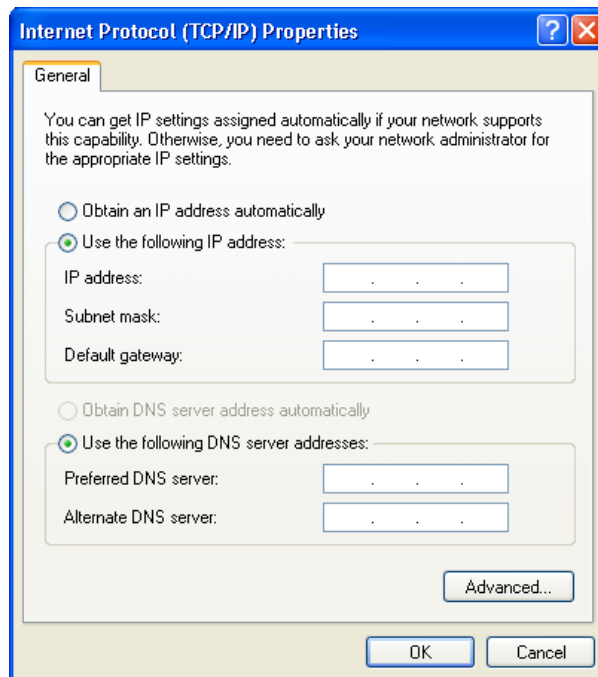 Internet Protocol (TCP/IP) Properties
General
You can get IP settings assigned automatically if your network supports
this capability. Otherwise, you need to ask your network administrator for
the appropriate IP settings.
Obtain an IP address automatically
Use the following IP address:
IP address:
Subnet mask:
Default gateway:
Obtain DNS server address automatically
Use the following DNS server addresses:
Preferred DNS server:
Alternate DNS server:
Advanced...
OK Cancel